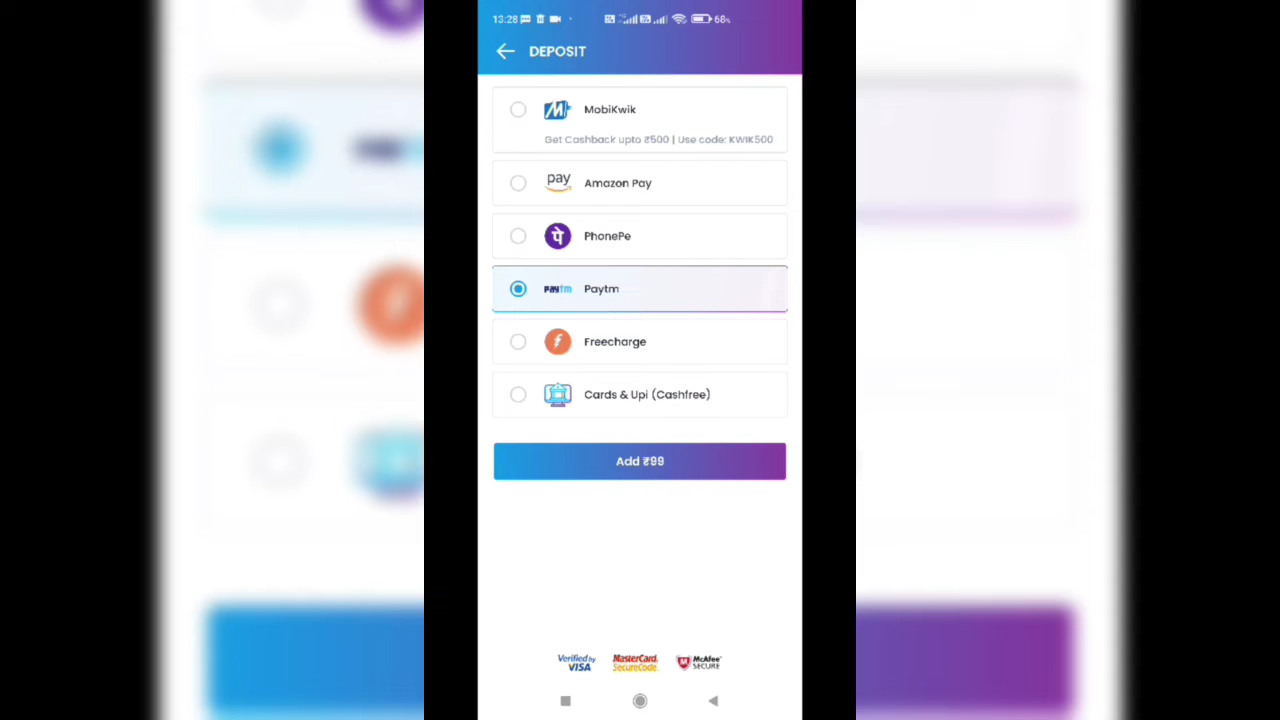 13:28 68%
DEPOSIT
MobiKwik
Get Cashback upto ₹500 | Use code: KWIK500
pay Amazon Pay
पे PhonePe
Paytm Paytm
Freecharge
Cards & Upi (Cashfree)
Add ₹99
Verified by VISA
MasterCard. SecureCode.
McAfee SECURE